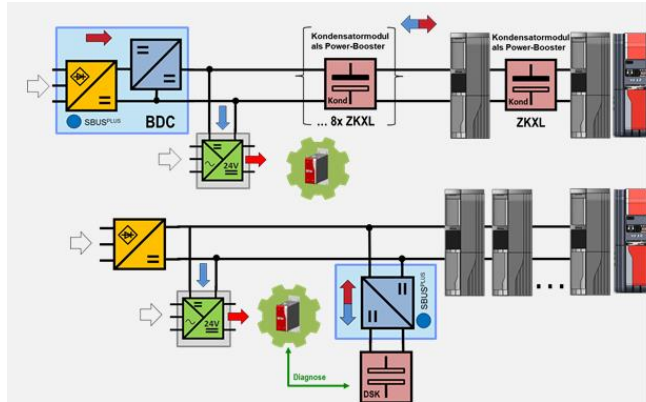 Kondensatormodul
als Power-Booster
Kondensatormodul
als Power-Booster
SBUSPLUS
BDC
Kond
... 8x ZKXL
Kond
ZKXL
24V
24V
SBUSPLUS
Diagnose
DSK